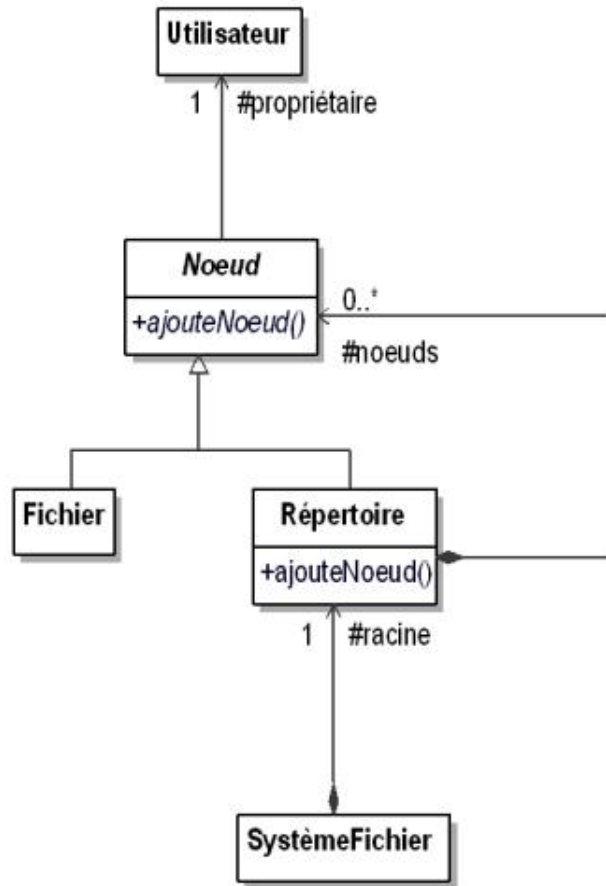 Utilisateur
1 #propriétaire
Noeud
+ajouteNoeud()
0..*
#noeuds
Fichier
Répertoire
+ajouteNoeud()
1 #racine
SystèmeFichier